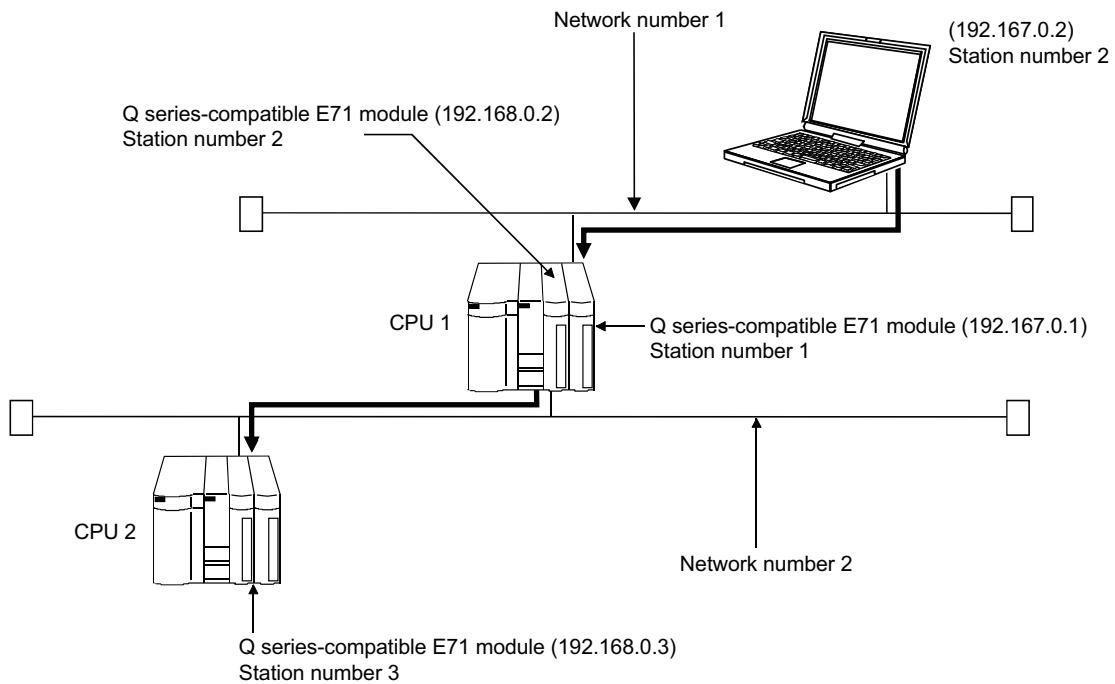 Network number 1
(192.167.0.2)
Station number 2
Q series-compatible E71 module (192.168.0.2)
Station number 2
CPU 1
Q series-compatible E71 module (192.167.0.1)
Station number 1
CPU 2
Network number 2
Q series-compatible E71 module (192.168.0.3)
Station number 3